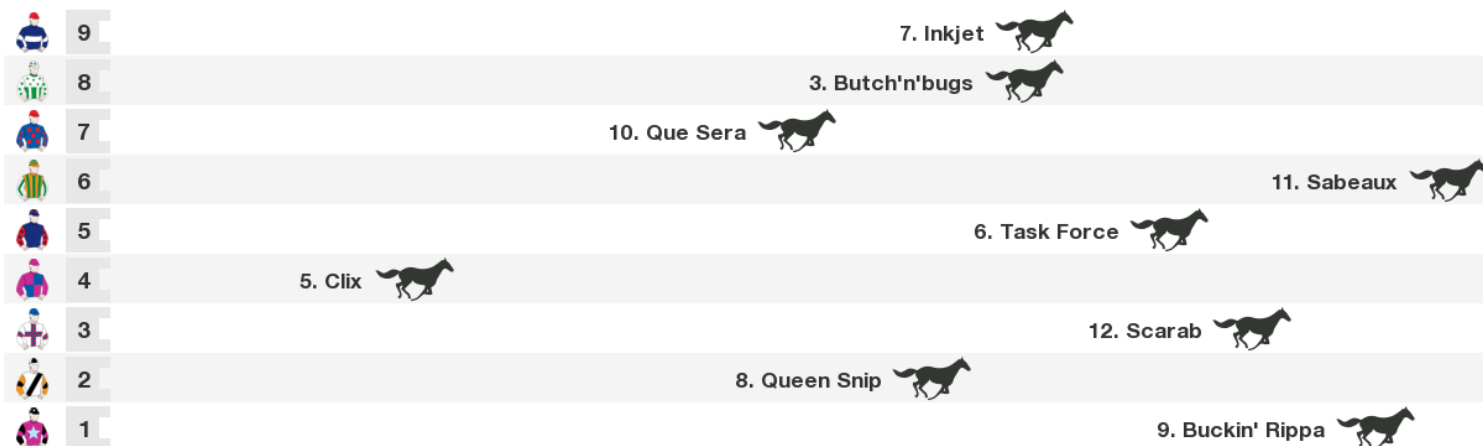 9 7. Inkjet
8 3. Butch'n'bugs
7 10. Que Sera
6 11. Sabeaux
5 6. Task Force
4 5. Clix
3 12. Scarab
2 8. Queen Snip
1 9. Buckin' Rippa